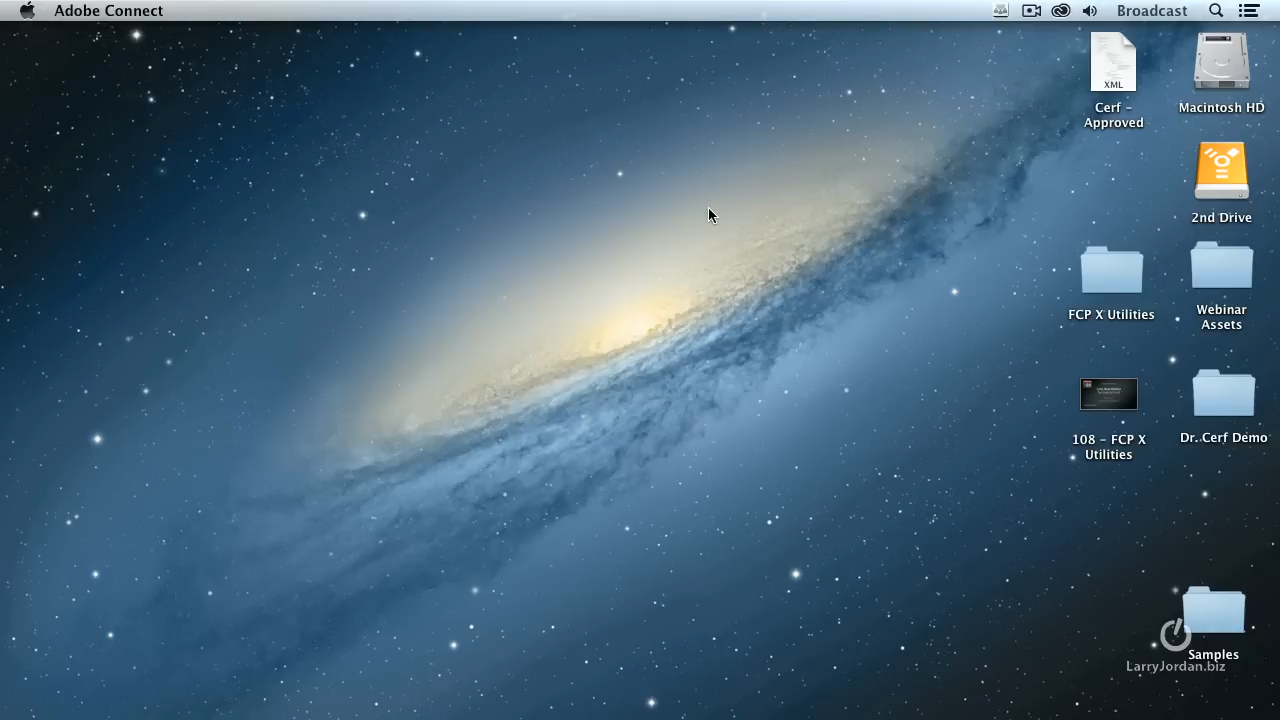 Adobe Connect
Broadcast
XML
Cerf –
Approved
Macintosh HD
2nd Drive
FCP X Utilities
Webinar
Assets
108 – FCP X
Utilities
Dr. Cerf Demo
Samples
LarryJordan.biz